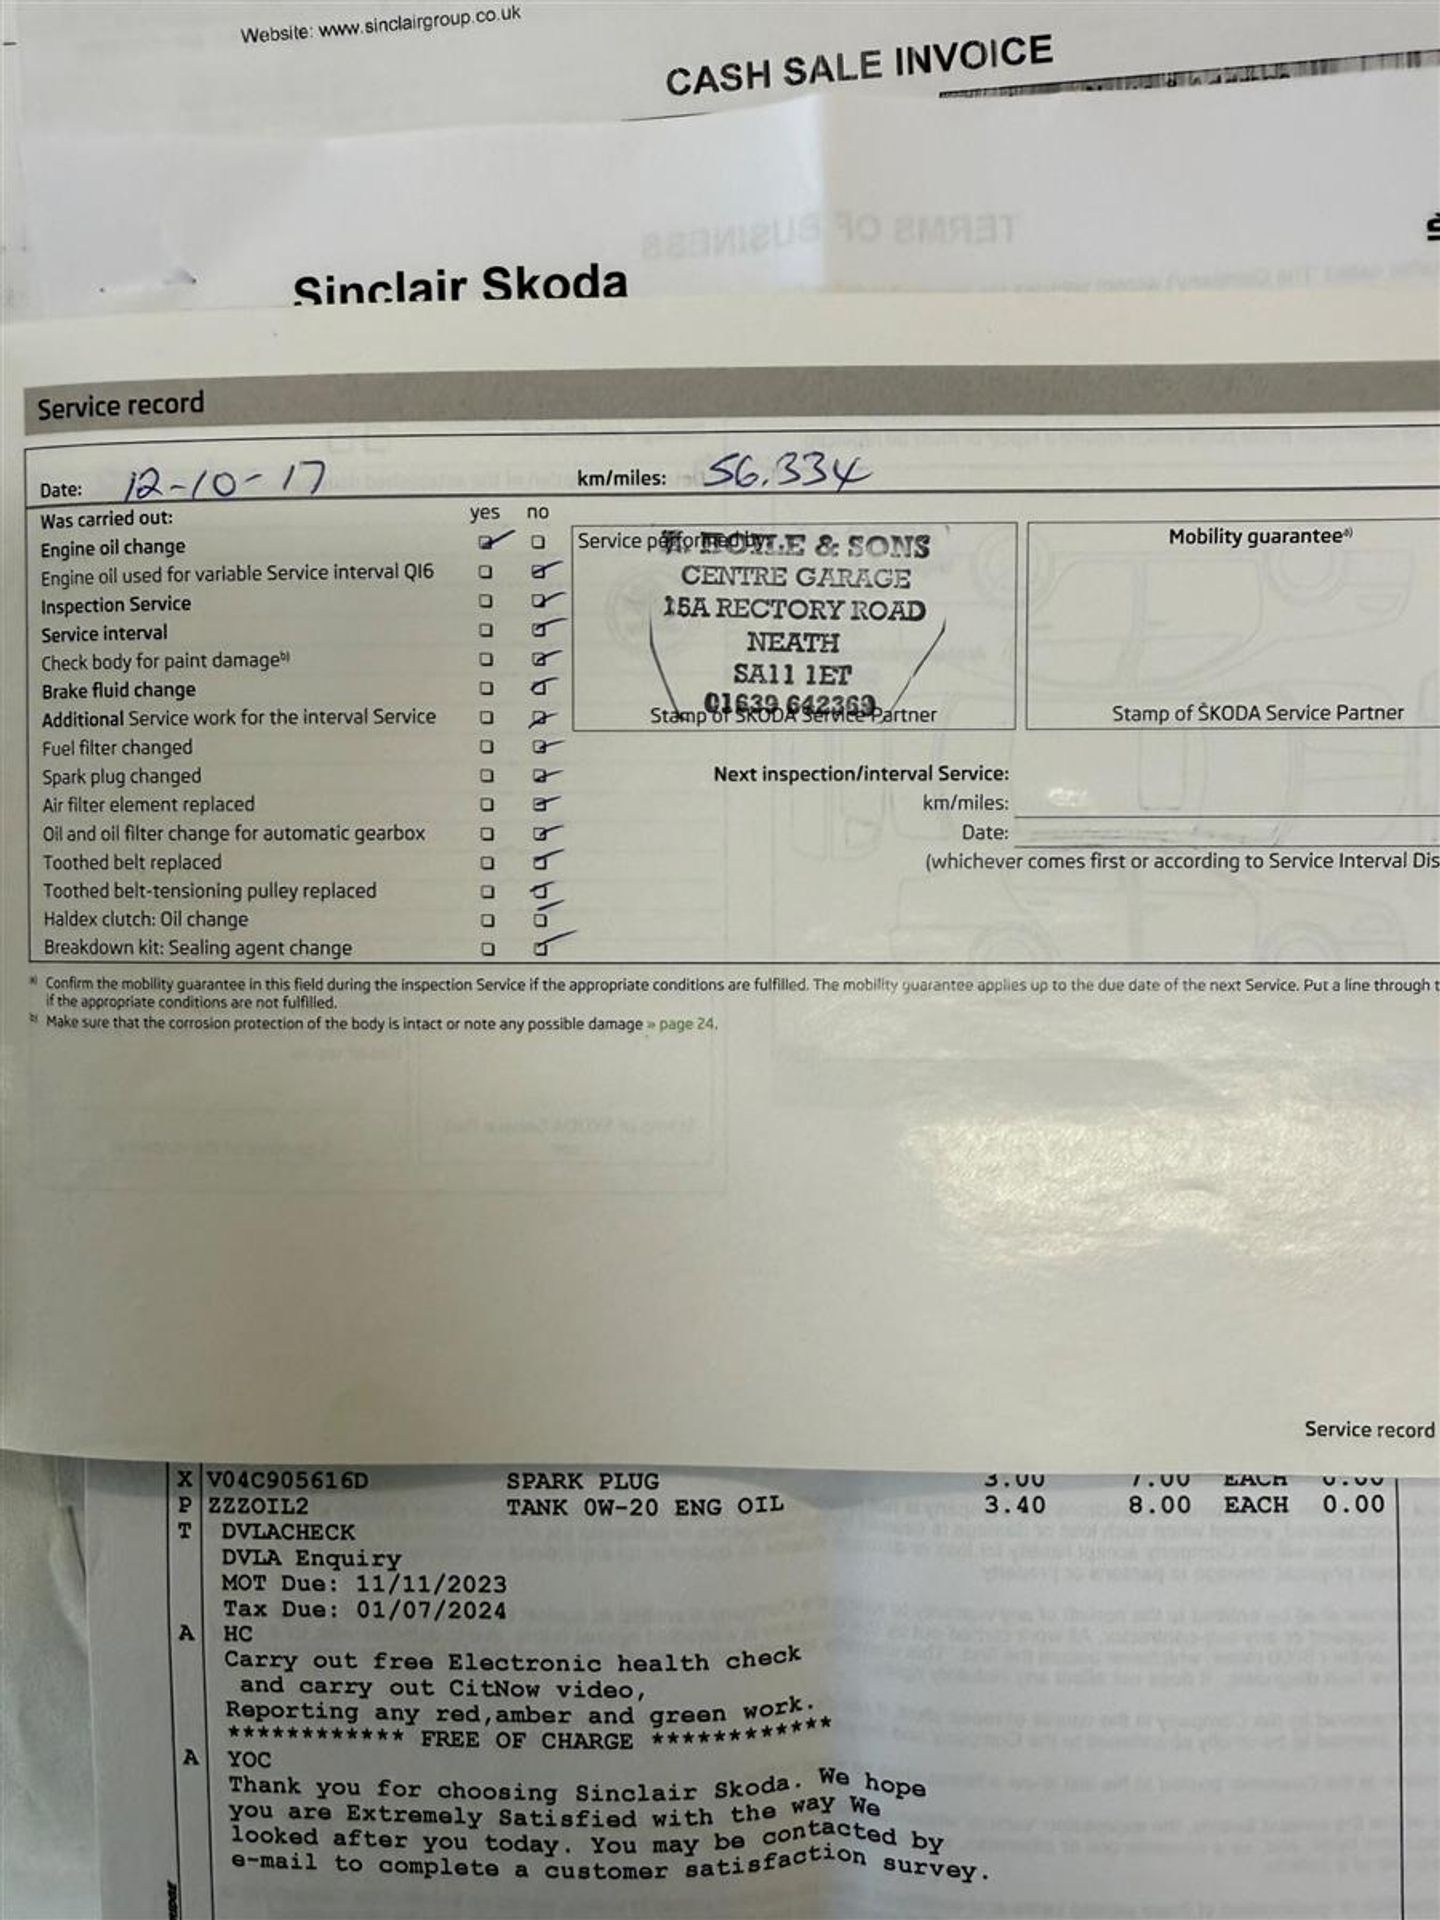 Website: www.sinclairgroup.co.uk
CASH SALE INVOICE
TERMS OF BUSINESS
Sinclair Skoda
Service record
Date: 12-10-17 km/miles: 56.334
Was carried out: yes no
Engine oil change
Engine oil used for variable Service interval QI6
Inspection Service
Service interval
Check body for paint damage b)
Brake fluid change
Additional Service work for the interval Service
Fuel filter changed
Spark plug changed
Air filter element replaced
Oil and oil filter change for automatic gearbox
Toothed belt replaced
Toothed belt-tensioning pulley replaced
Haldex clutch: Oil change
Breakdown kit: Sealing agent change
Service performed by:
& SONS
CENTRE GARAGE
15A RECTORY ROAD
NEATH
SA11 1ET
01639 642369
Stamp of ŠKODA Service Partner
Mobility guarantee a)
Stamp of ŠKODA Service Partner
Next inspection/interval Service:
km/miles:
Date:
(whichever comes first or according to Service Interval Dis
a) Confirm the mobility guarantee in this field during the inspection Service if the appropriate conditions are fulfilled. The mobility guarantee applies up to the due date of the next Service. Put a line through t
if the appropriate conditions are not fulfilled.
b) Make sure that the corrosion protection of the body is intact or note any possible damage » page 24.
Service record
X V04C905616D SPARK PLUG 3.00 7.00 EACH 0.00
P ZZZOIL2 TANK 0W-20 ENG OIL 3.40 8.00 EACH 0.00
T DVLACHECK
DVLA Enquiry
MOT Due: 11/11/2023
Tax Due: 01/07/2024
A HC
Carry out free Electronic health check
and carry out CitNow video,
Reporting any red,amber and green work.
************ FREE OF CHARGE ************
A YOC
Thank you for choosing Sinclair Skoda. We hope
you are Extremely Satisfied with the way We
looked after you today. You may be contacted by
e-mail to complete a customer satisfaction survey.